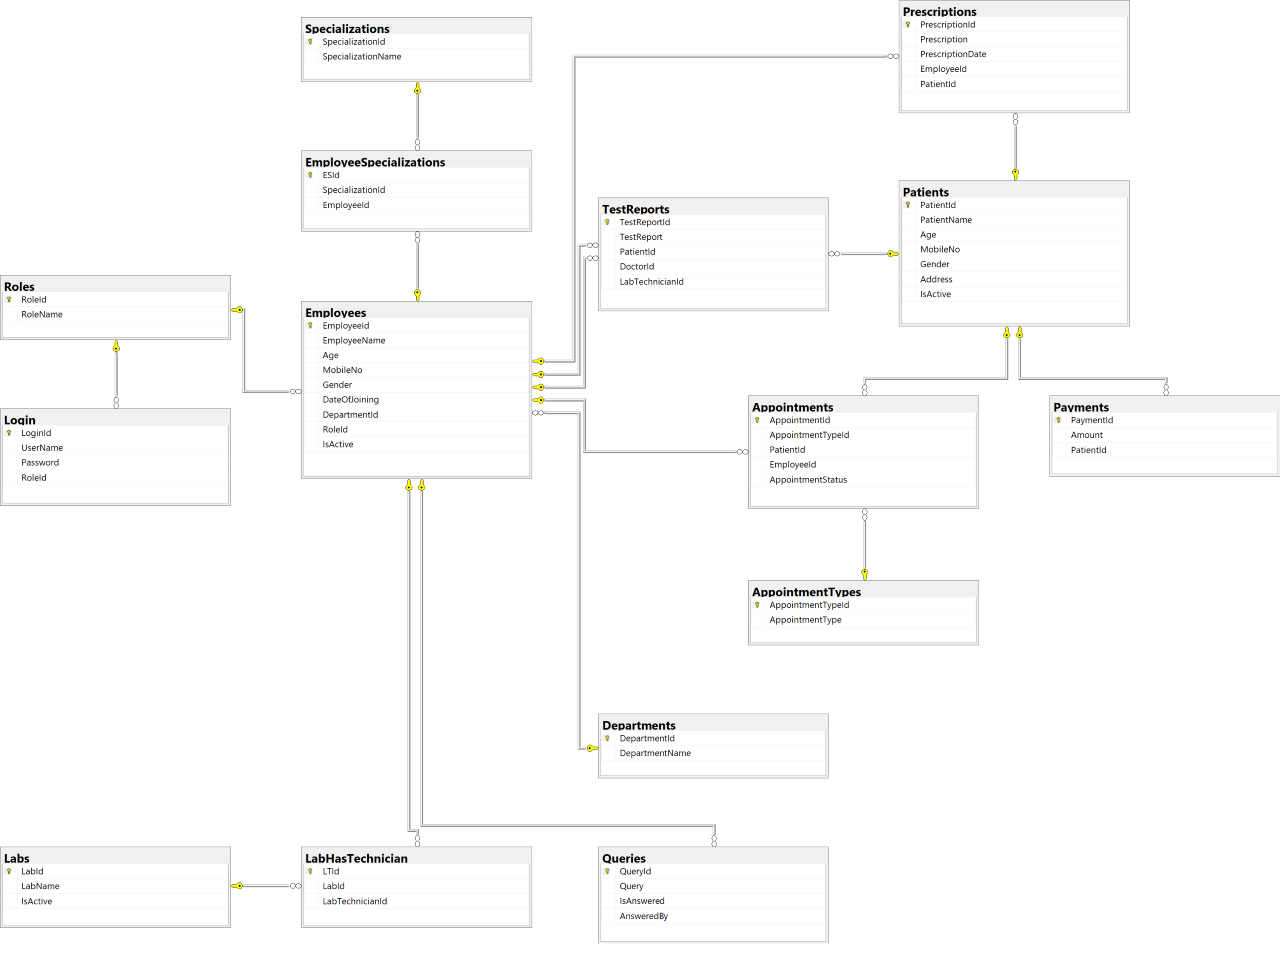 Specializations
SpecializationId
SpecializationName
Prescriptions
PrescriptionId
Prescription
PrescriptionDate
EmployeeId
PatientId
EmployeeSpecializations
ESId
SpecializationId
EmployeeId
TestReports
TestReportId
TestReport
PatientId
DoctorId
LabTechnicianId
Patients
PatientId
PatientName
Age
MobileNo
Gender
Address
IsActive
Roles
RoleId
RoleName
Employees
EmployeeId
EmployeeName
Age
MobileNo
Gender
DateOfJoining
DepartmentId
RoleId
IsActive
Login
LoginId
UserName
Password
RoleId
Appointments
AppointmentId
AppointmentTypeId
PatientId
EmployeeId
AppointmentStatus
Payments
PaymentId
Amount
PatientId
AppointmentTypes
AppointmentTypeId
AppointmentType
Departments
DepartmentId
DepartmentName
Labs
LabId
LabName
IsActive
LabHasTechnician
LTId
LabId
LabTechnicianId
Queries
QueryId
Query
IsAnswered
AnsweredBy